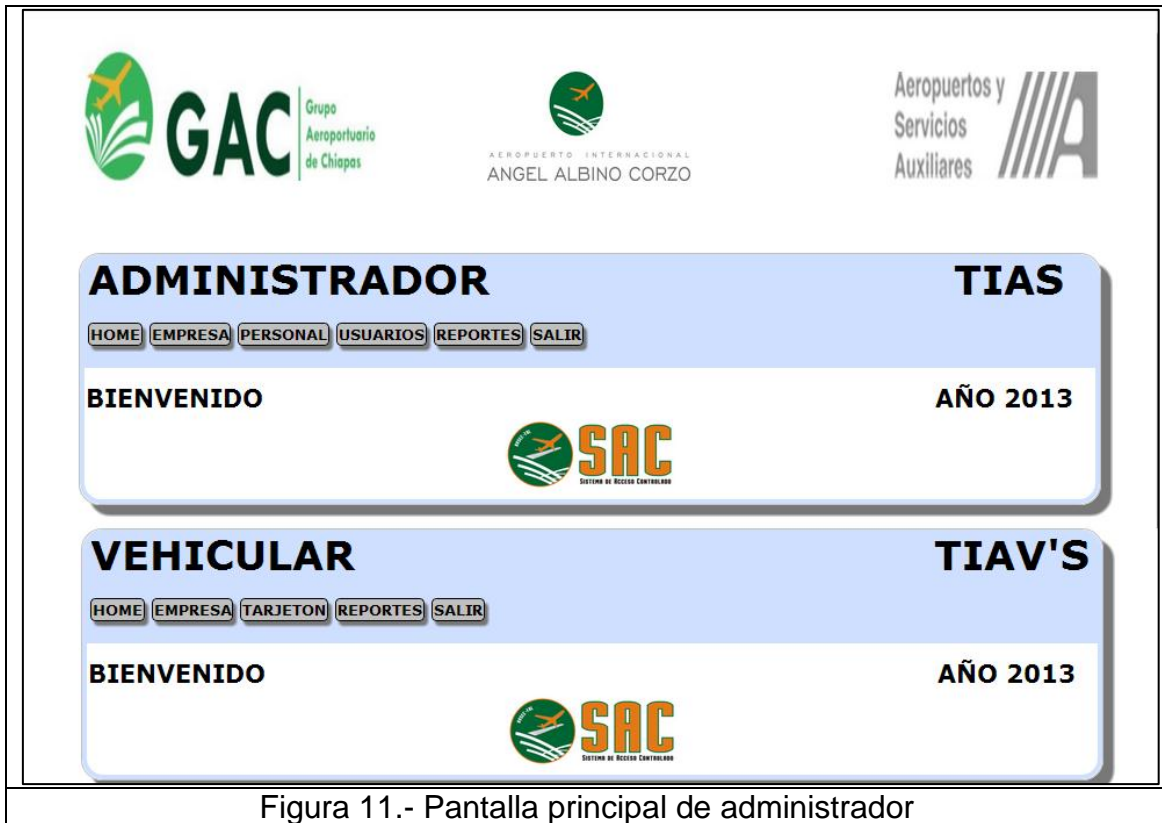 GAC
Grupo
Aeroportuario
de Chiapas
AEROPUERTO INTERNACIONAL
ANGEL ALBINO CORZO
Aeropuertos y
Servicios
Auxiliares
ADMINISTRADOR TIAS
HOME EMPRESA PERSONAL USUARIOS REPORTES SALIR
BIENVENIDO AÑO 2013
SAC
SISTEMA DE ACCESO CONTROLADO
VEHICULAR TIAV'S
HOME EMPRESA TARJETON REPORTES SALIR
BIENVENIDO AÑO 2013
SAC
SISTEMA DE ACCESO CONTROLADO
Figura 11.- Pantalla principal de administrador